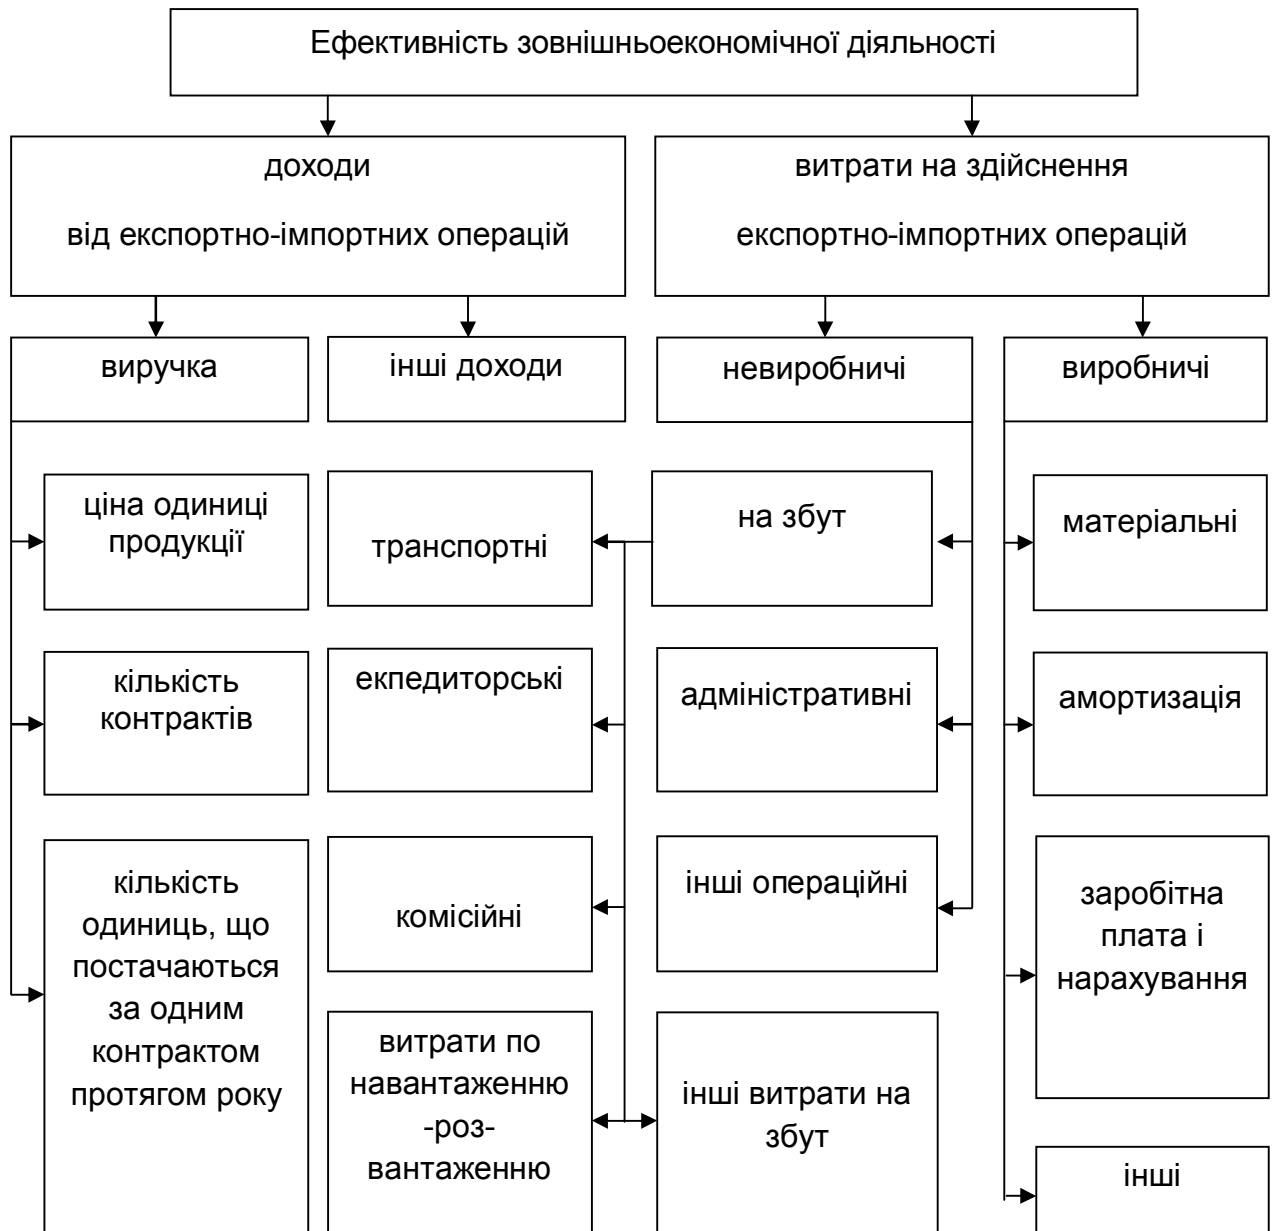 Ефективність зовнішньоекономічної діяльності
доходи
від експортно-імпортних операцій
витрати на здійснення
експортно-імпортних операцій
виручка
інші доходи
невиробничі
виробничі
ціна одиниці
продукції
транспортні
на збут
матеріальні
кількість
контрактів
екпедиторські
адміністративні
амортизація
кількість
одиниць, що
постачаються
за одним
контрактом
протягом року
комісійні
інші операційні
заробітна
плата і
нарахування
витрати по
навантаженню
-роз-
вантаженню
інші витрати на
збут
інші